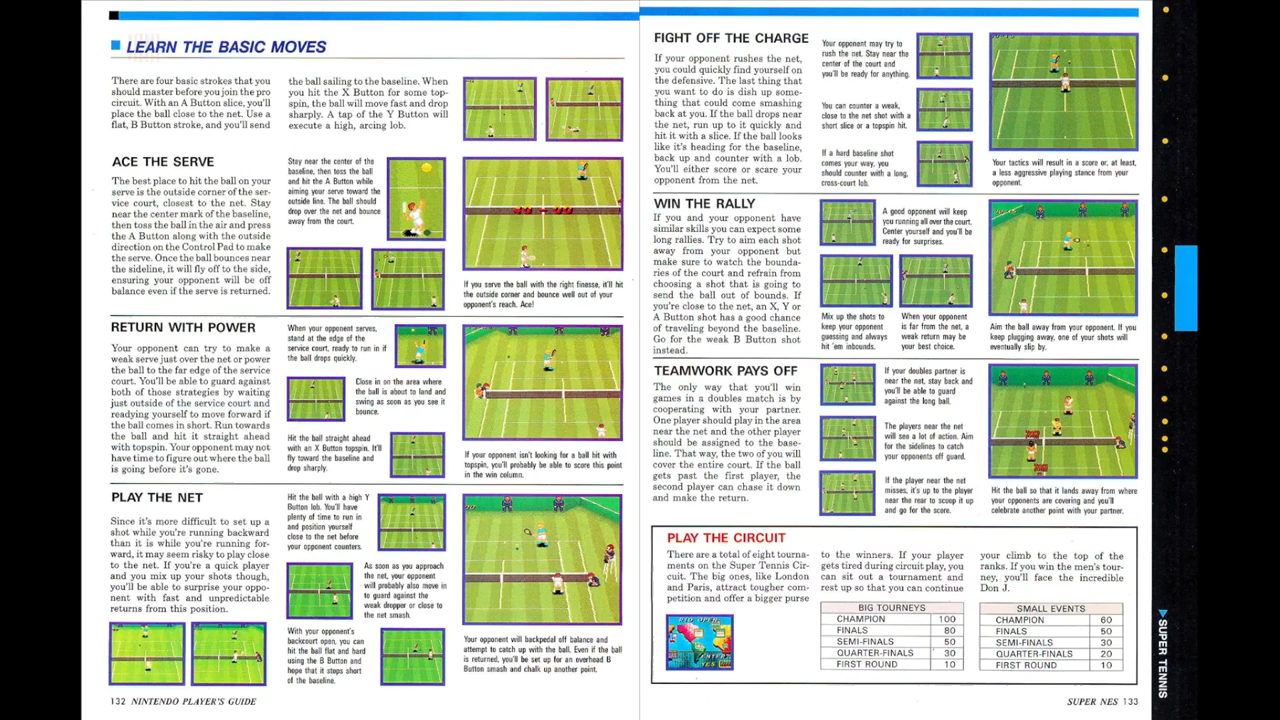 LEARN THE BASIC MOVES
There are four basic strokes that you
should master before you join the pro
circuit. With an A Button slice, you'll
place the ball close to the net. Use a
flat, B Button stroke, and you'll send
the ball sailing to the baseline. When
you hit the X Button for some top-
spin, the ball will move fast and drop
sharply. A tap of the Y Button will
execute a high, arcing lob.
ACE THE SERVE
The best place to hit the ball on your
serve is the outside corner of the ser-
vice court, closest to the net. Stay
near the center mark of the baseline,
then toss the ball in the air and press
the A Button along with the outside
direction on the Control Pad to make
the serve. Once the ball bounces near
the sideline, it will fly off to the side,
ensuring your opponent will be off
balance even if the serve is returned.
Stay near the center of the
baseline, then toss the ball
and hit the A Button while
aiming your serve toward the
outside line. The ball should
drop over the net and bounce
away from the court.
If you serve the ball with the right finesse, it'll hit
the outside corner and bounce well out of your
opponent's reach. Ace!
RETURN WITH POWER
Your opponent can try to make a
weak serve just over the net or power
the ball to the far edge of the service
court. You'll be able to guard against
both of those strategies by waiting
just outside of the service court and
readying yourself to move forward if
the ball comes in short. Run towards
the ball and hit it straight ahead
with topspin. Your opponent may not
have time to figure out where the ball
is going before it's gone.
When your opponent serves,
stand at the edge of the
service court, ready to run in if
the ball drops quickly.
Close in on the area where
the ball is about to land and
swing as soon as you see it
bounce.
Hit the ball straight ahead
with an X Button topspin. It'll
fly toward the baseline and
drop sharply.
If your opponent isn't looking for a ball hit with
topspin, you'll probably be able to score this point
in the win column.
PLAY THE NET
Since it's more difficult to set up a
shot while you're running backward
than it is while you're running for-
ward, it may seem risky to play close
to the net. If you're a quick player
and you mix up your shots though,
you'll be able to surprise your oppo-
nent with fast and unpredictable
returns from this position.
Hit the ball with a high Y
Button lob. You'll have
plenty of time to run in
and position yourself
close to the net before
your opponent counters.
As soon as you approach
the net, your opponent
will probably also move in
to guard against the
weak dropper or close to
the net smash.
With your opponent's
backcourt open, you can
hit the ball flat and hard
using the B Button and
hope that it stops short
of the baseline.
Your opponent will backpedal off balance and
attempt to catch up with the ball. Even if the ball
is returned, you'll be set up for an overhead B
Button smash and chalk up another point.
132 NINTENDO PLAYER'S GUIDE
FIGHT OFF THE CHARGE
If your opponent rushes the net,
you could quickly find yourself on
the defensive. The last thing that
you want to do is dish up some-
thing that could come smashing
back at you. If the ball drops near
the net, run up to it quickly and
hit it with a slice. If the ball looks
like it's heading for the baseline,
back up and counter with a lob.
You'll either score or scare your
opponent from the net.
Your opponent may try to
rush the net. Stay near the
center of the court and
you'll be ready for anything.
You can counter a weak,
close to the net shot with a
short slice or a topspin hit.
If a hard baseline shot
comes your way, you
should counter with a long,
cross-court lob.
Your tactics will result in a score or, at least,
a less aggressive playing stance from your
opponent.
WIN THE RALLY
If you and your opponent have
similar skills you can expect some
long rallies. Try to aim each shot
away from your opponent but
make sure to watch the bounda-
ries of the court and refrain from
choosing a shot that is going to
send the ball out of bounds. If
you're close to the net, an X, Y or
A Button shot has a good chance
of traveling beyond the baseline.
Go for the weak B Button shot
instead.
A good opponent will keep
you running all over the court.
Center yourself and you'll be
ready for surprises.
Mix up the shots to
keep your opponent
guessing and always
hit 'em inbounds.
When your opponent
is far from the net, a
weak return may be
your best choice.
Aim the ball away from your opponent. If you
keep plugging away, one of your shots will
eventually slip by.
TEAMWORK PAYS OFF
The only way that you'll win
games in a doubles match is by
cooperating with your partner.
One player should play in the area
near the net and the other player
should be assigned to the base-
line. That way, the two of you will
cover the entire court. If the ball
gets past the first player, the
second player can chase it down
and make the return.
If your doubles partner is
near the net, stay back and
you'll be able to guard
against the long ball.
The players near the net
will see a lot of action. Aim
for the sidelines to catch
your opponents off guard.
If the player near the net
misses, it's up to the player
near the rear to scoop it up
and go for the score.
Hit the ball so that it lands away from where
your opponents are covering and you'll
celebrate another point with your partner.
PLAY THE CIRCUIT
There are a total of eight tourna-
ments on the Super Tennis Cir-
cuit. The big ones, like London
and Paris, attract tougher com-
petition and offer a bigger purse
to the winners. If your player
gets tired during circuit play, you
can sit out a tournament and
rest up so that you can continue
your climb to the top of the
ranks. If you win the men's tour-
ney, you'll face the incredible
Don J.
BIG TOURNEYS
CHAMPION 100
FINALS 80
SEMI-FINALS 50
QUARTER-FINALS 30
FIRST ROUND 10
SMALL EVENTS
CHAMPION 60
FINALS 50
SEMI-FINALS 30
QUARTER-FINALS 20
FIRST ROUND 10
SUPER TENNIS
SUPER NES 133